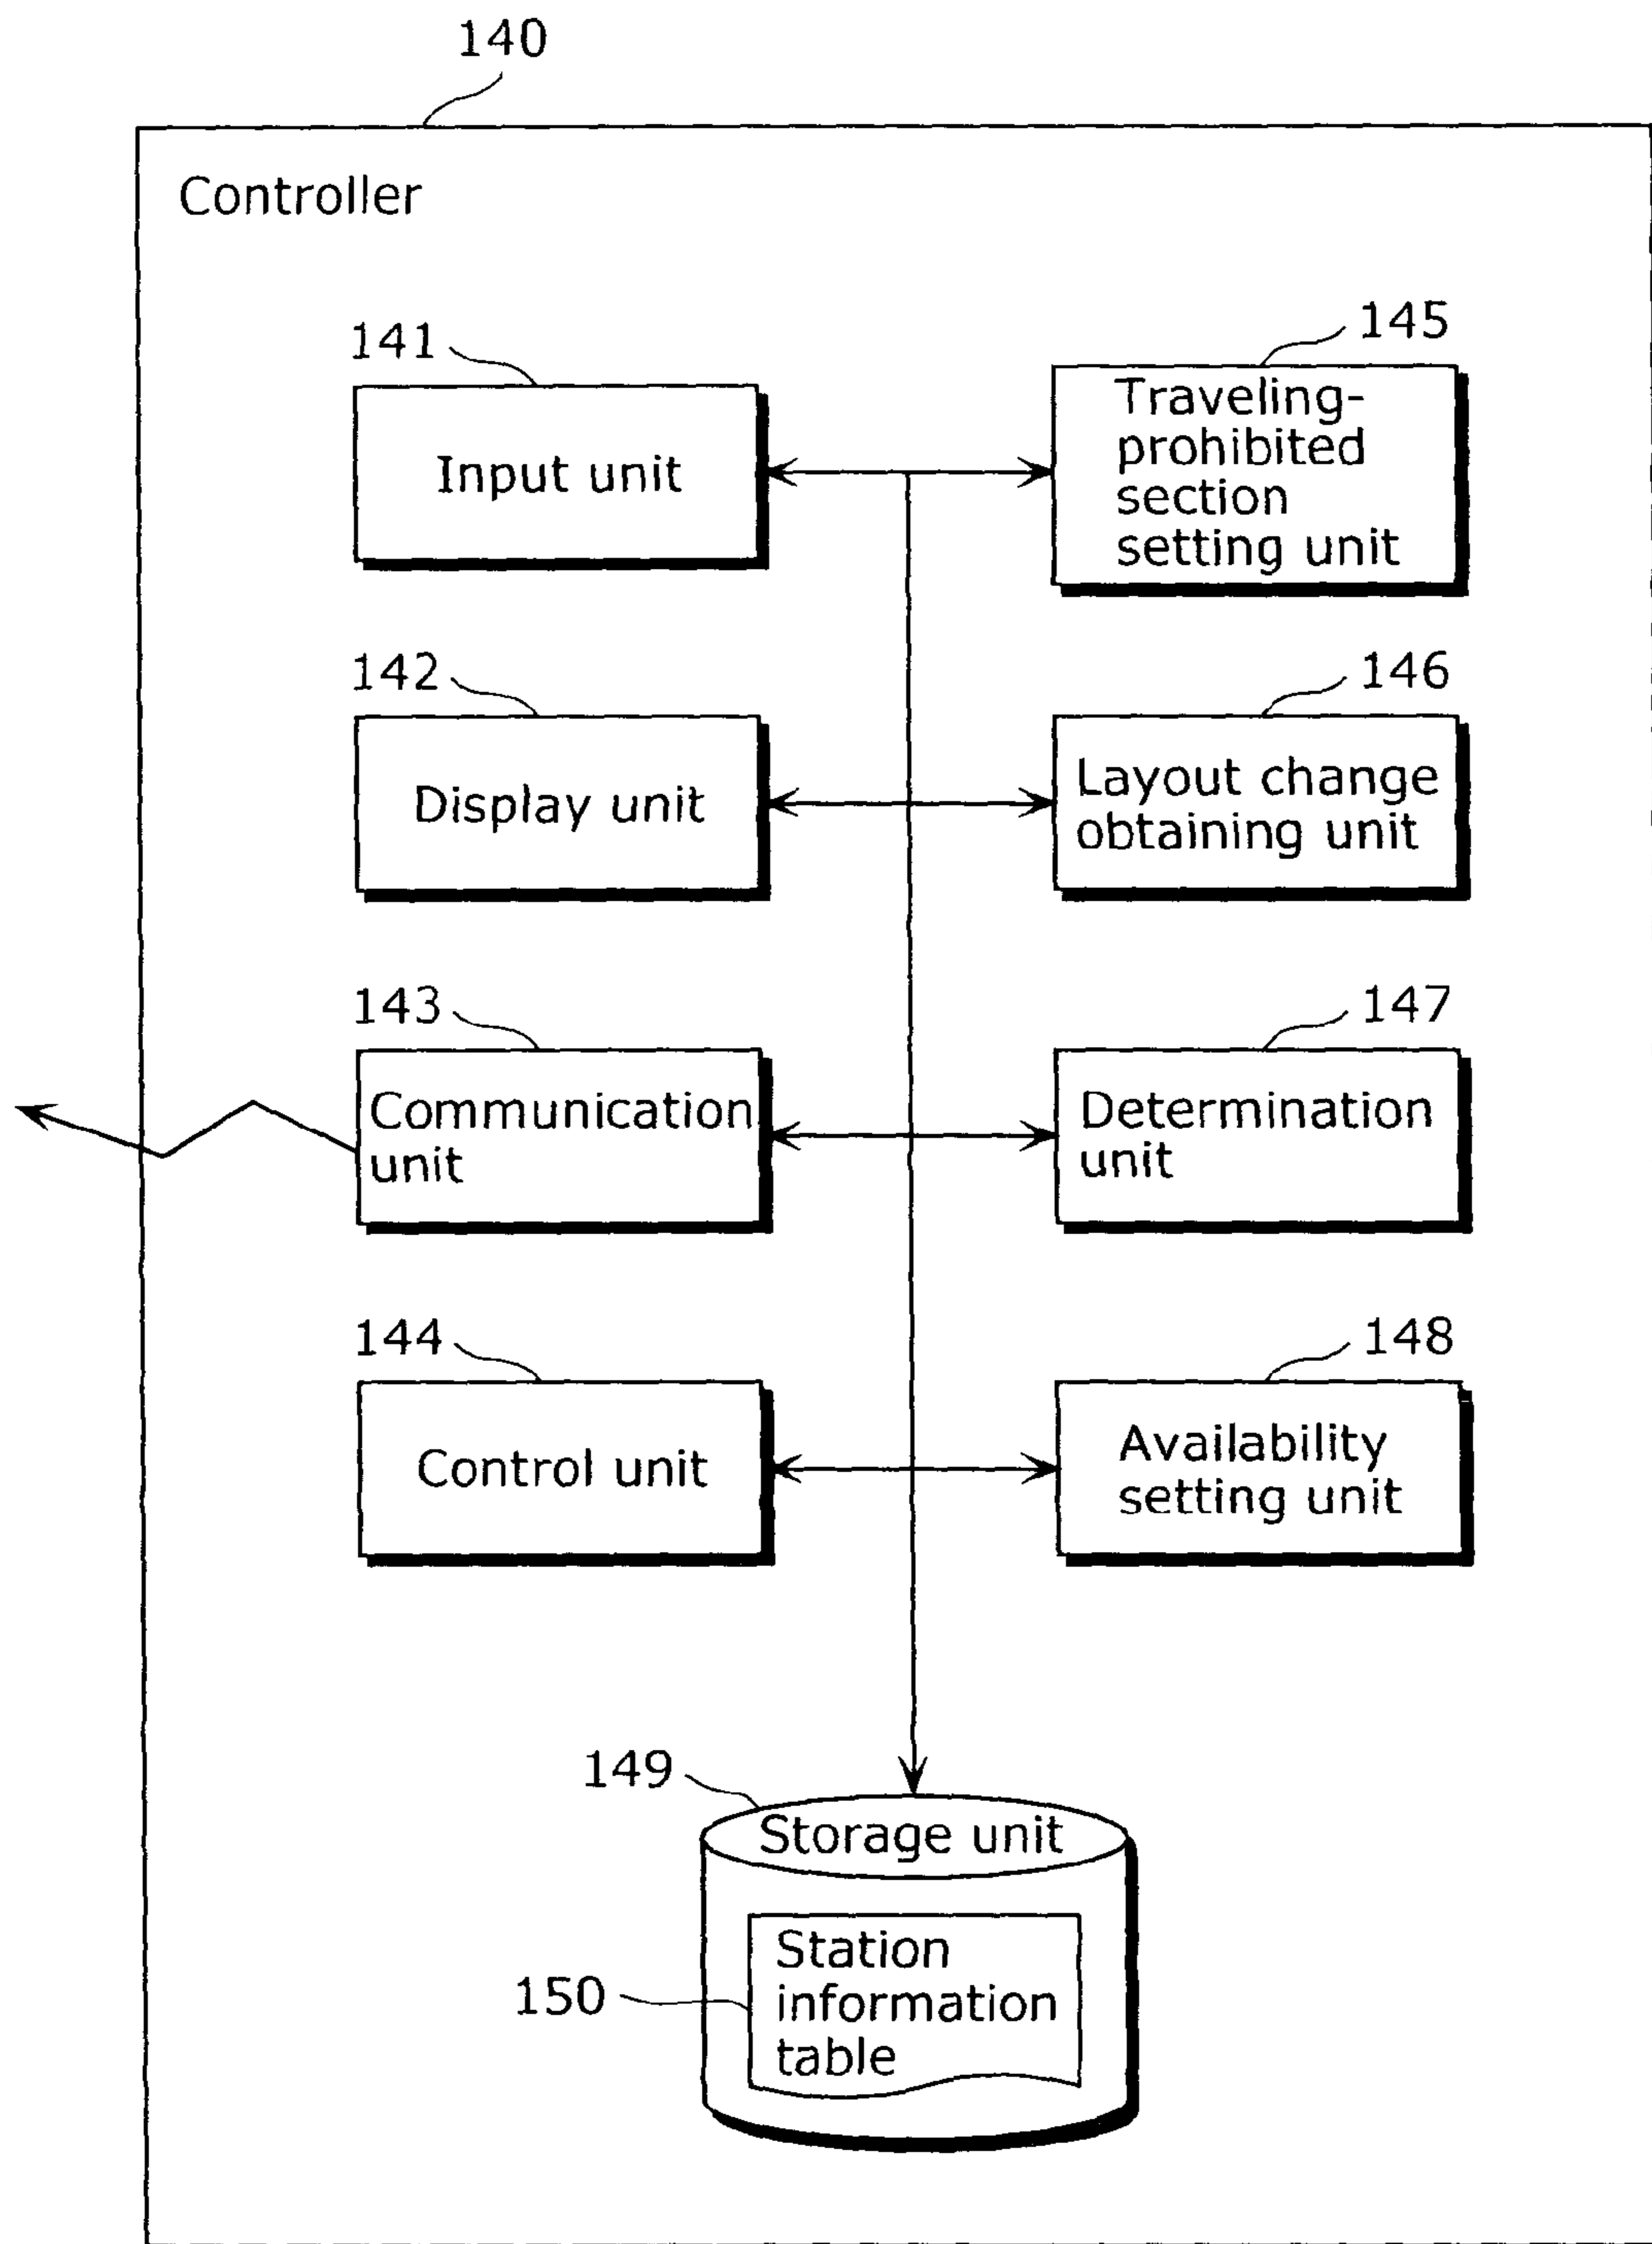 140
Controller
141
Input unit
145
Traveling-
prohibited
section
setting unit
142
Display unit
146
Layout change
obtaining unit
143
Communication
unit
147
Determination
unit
144
Control unit
148
Availability
setting unit
149
Storage unit
150
Station
information
table